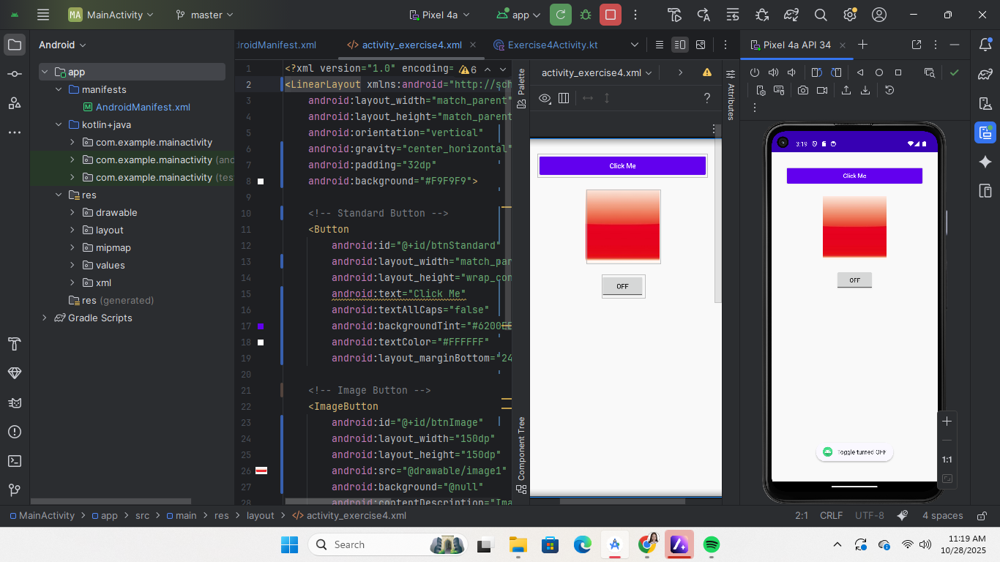 MA MainActivity
master
Pixel 4a
app
Android
app
manifests
AndroidManifest.xml
kotlin+java
com.example.mainactivity
com.example.mainactivity (and
com.example.mainactivity (tes
res
drawable
layout
mipmap
values
xml
res (generated)
Gradle Scripts
droidManifest.xml
activity_exercise4.xml
Exercise4Activity.kt
6
1 <?xml version="1.0" encoding=
2 <LinearLayout xmlns:android="http://sch
3 android:layout_width="match_parent"
4 android:layout_height="match_parent
5 android:orientation="vertical"
6 android:gravity="center_horizontal"
7 android:padding="32dp"
8 android:background="#F9F9F9">
9
10 <!-- Standard Button -->
11 <Button
12 android:id="@+id/btnStandard"
13 android:layout_width="match_par
14 android:layout_height="wrap_con
15 android:text="Click Me"
16 android:textAllCaps="false"
17 android:backgroundTint="#6200EE
18 android:textColor="#FFFFFF"
19 android:layout_marginBottom="24
20
21 <!-- Image Button -->
22 <ImageButton
23 android:id="@+id/btnImage"
24 android:layout_width="150dp"
25 android:layout_height="150dp"
26 android:src="@drawable/image1"
27 android:background="@null"
28 android:contentDescription="Ima
Palette
Component Tree
activity_exercise4.xml
?
Attributes
Click Me
OFF
Pixel 4a API 34
3:19
Click Me
OFF
Toggle turned OFF
1:1
MainActivity > app > src > main > res > layout > activity_exercise4.xml
2:1 CRLF UTF-8 4 spaces
Search
11:19 AM
10/28/2025